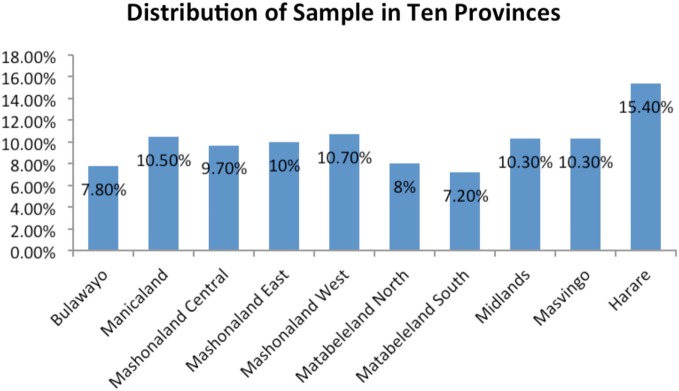 Distribution of Sample in Ten Provinces
18.00%
16.00%
14.00%
12.00%
10.00%
8.00%
6.00%
4.00%
2.00%
0.00%
7.80%
10.50%
9.70%
10%
10.70%
8%
7.20%
10.30%
10.30%
15.40%
Bulawayo
Manicaland
Mashonaland Central
Mashonaland East
Mashonaland West
Matabeleland North
Matabeleland South
Midlands
Masvingo
Harare